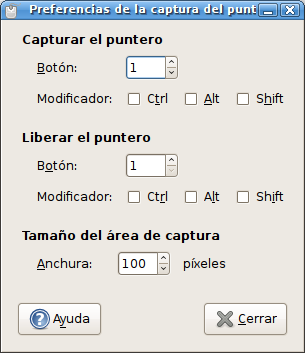 Preferencias de la captura del punt
Capturar el puntero
Botón: 1
Modificador: Ctrl Alt Shift
Liberar el puntero
Botón: 1
Modificador: Ctrl Alt Shift
Tamaño del área de captura
Anchura: 100 píxeles
Ayuda Cerrar